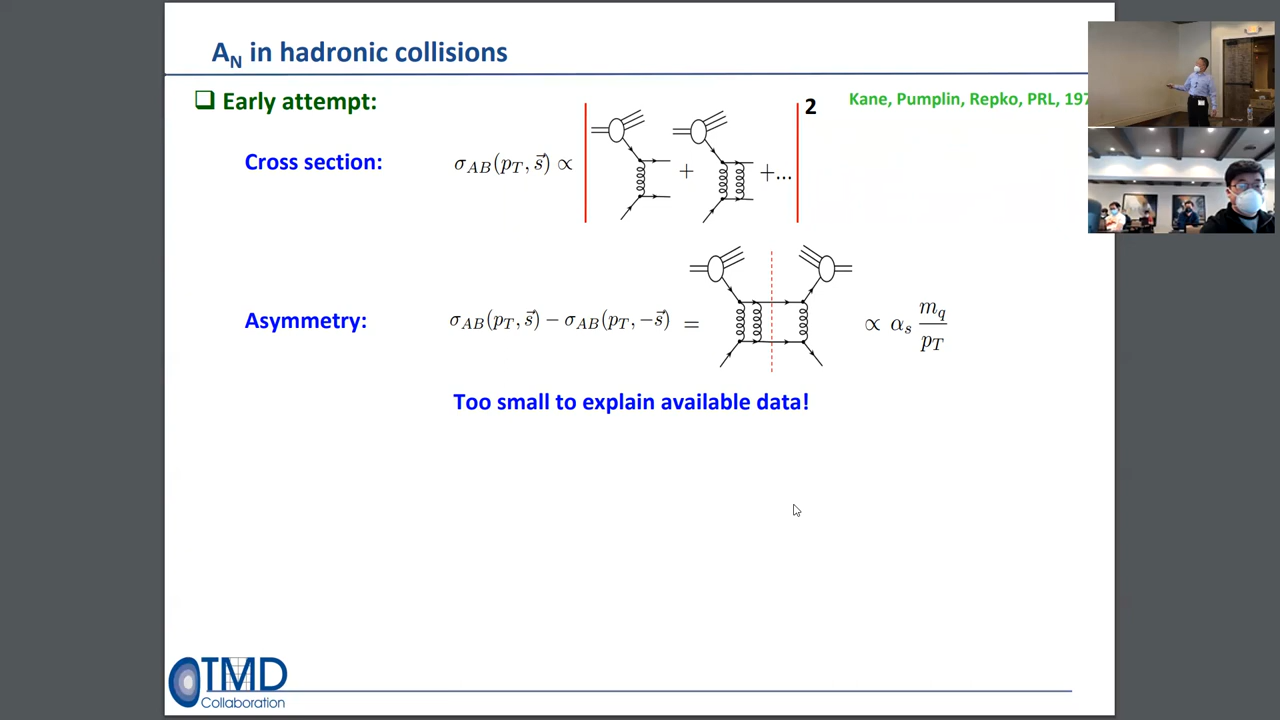 A_N in hadronic collisions
❑ Early attempt:
2
Kane, Pumplin, Repko, PRL, 197
Cross section:
σ_AB(p_T, s⃗) ∝
+
+...
Asymmetry:
σ_AB(p_T, s⃗) − σ_AB(p_T, −s⃗) =
∝ α_s m_q/p_T
Too small to explain available data!
TMD
Collaboration